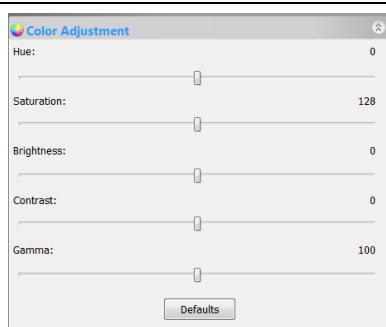 Color Adjustment
Hue: 0
Saturation: 128
Brightness: 0
Contrast: 0
Gamma: 100
Defaults